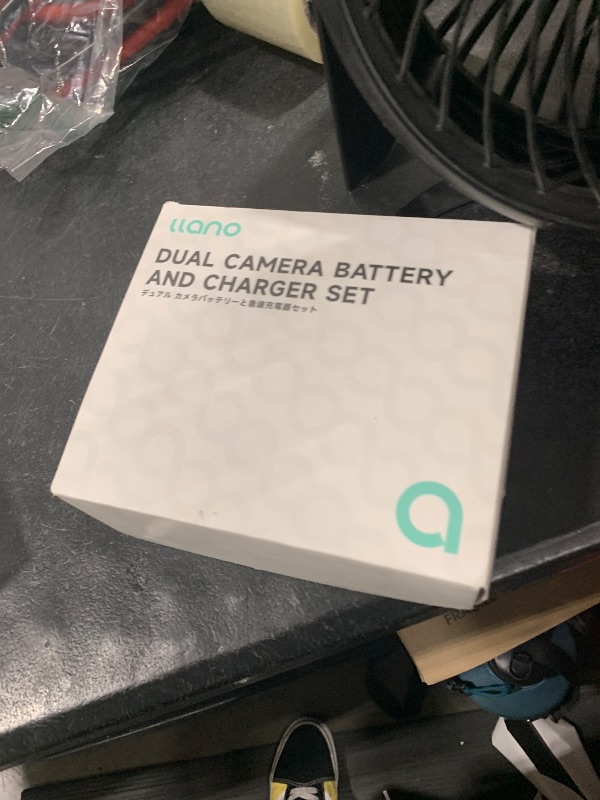 llano
DUAL CAMERA BATTERY
AND CHARGER SET
デュアル カメラバッテリーと急速充電器セット